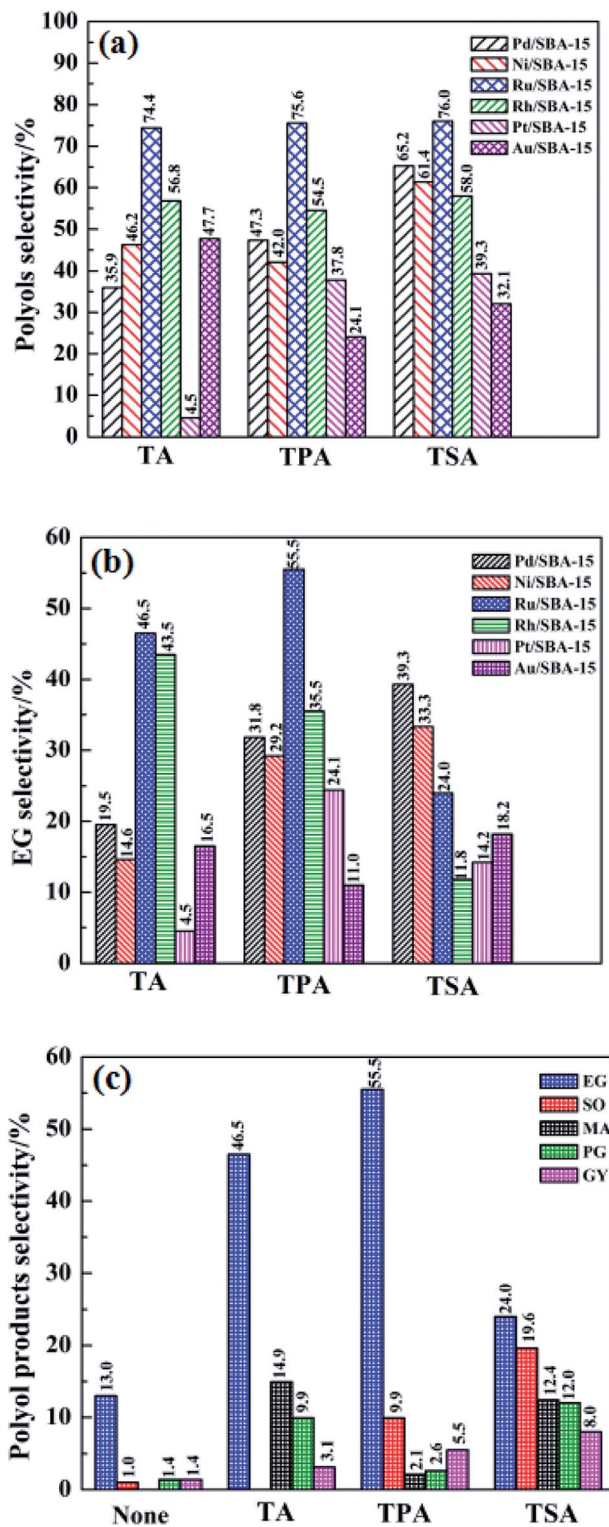 (a)
Pd/SBA-15
Ni/SBA-15
Ru/SBA-15
Rh/SBA-15
Pt/SBA-15
Au/SBA-15
Polyols selectivity/%
100
90
80
70
60
50
40
30
20
10
0
35.9
46.2
74.4
56.8
4.5
47.7
47.3
42.0
75.6
54.5
37.8
24.1
65.2
61.4
76.0
58.0
39.3
32.1
TA
TPA
TSA
(b)
Pd/SBA-15
Ni/SBA-15
Ru/SBA-15
Rh/SBA-15
Pt/SBA-15
Au/SBA-15
EG selectivity/%
60
50
40
30
20
10
0
19.5
14.6
46.5
43.5
4.5
16.5
31.8
29.2
55.5
35.5
24.1
11.0
39.3
33.3
24.0
11.8
14.2
18.2
TA
TPA
TSA
(c)
EG
SO
MA
PG
GY
Polyol products selectivity/%
60
50
40
30
20
10
0
13.0
1.0
1.4
1.4
46.5
14.9
9.9
3.1
55.5
9.9
2.1
2.6
5.5
24.0
19.6
12.4
12.0
8.0
None
TA
TPA
TSA